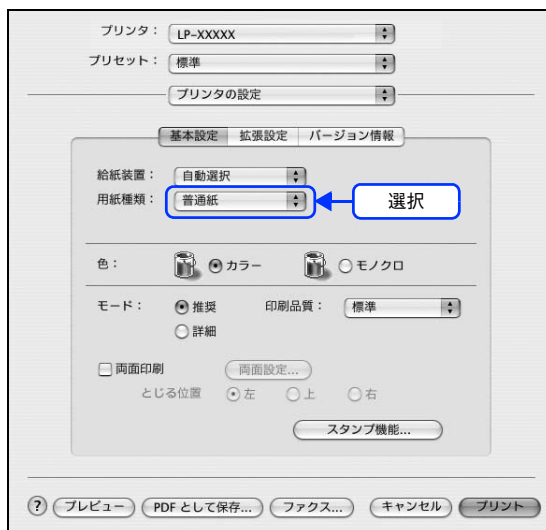 プリンタ： LP-XXXXX
プリセット： 標準
プリンタの設定
基本設定 拡張設定 バージョン情報
給紙装置： 自動選択
用紙種類： 普通紙 選択
色： カラー モノクロ
モード： 推奨 印刷品質： 標準
詳細
両面印刷 両面設定...
とじる位置 左 上 右
スタンプ機能...
? プレビュー PDF として保存... ファクス... キャンセル プリント